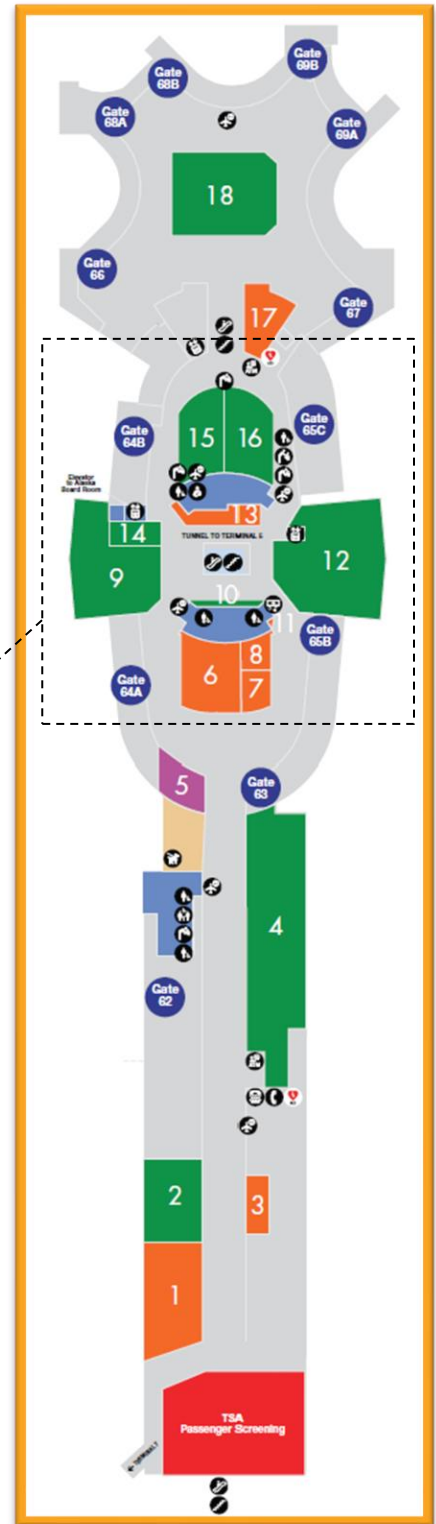 Gate
68B
Gate
69B
Gate
68A
Gate
69A
18
Gate
66
Gate
67
17
Gate
64B
Gate
65C
15
16
Elevator
to Alaska
Board Room
14
13
TUNNEL TO TERMINAL 5
9
12
10
11
Gate
65B
6
8
7
Gate
64A
5
Gate
63
4
Gate
62
2
3
1
TSA
Passenger Screening